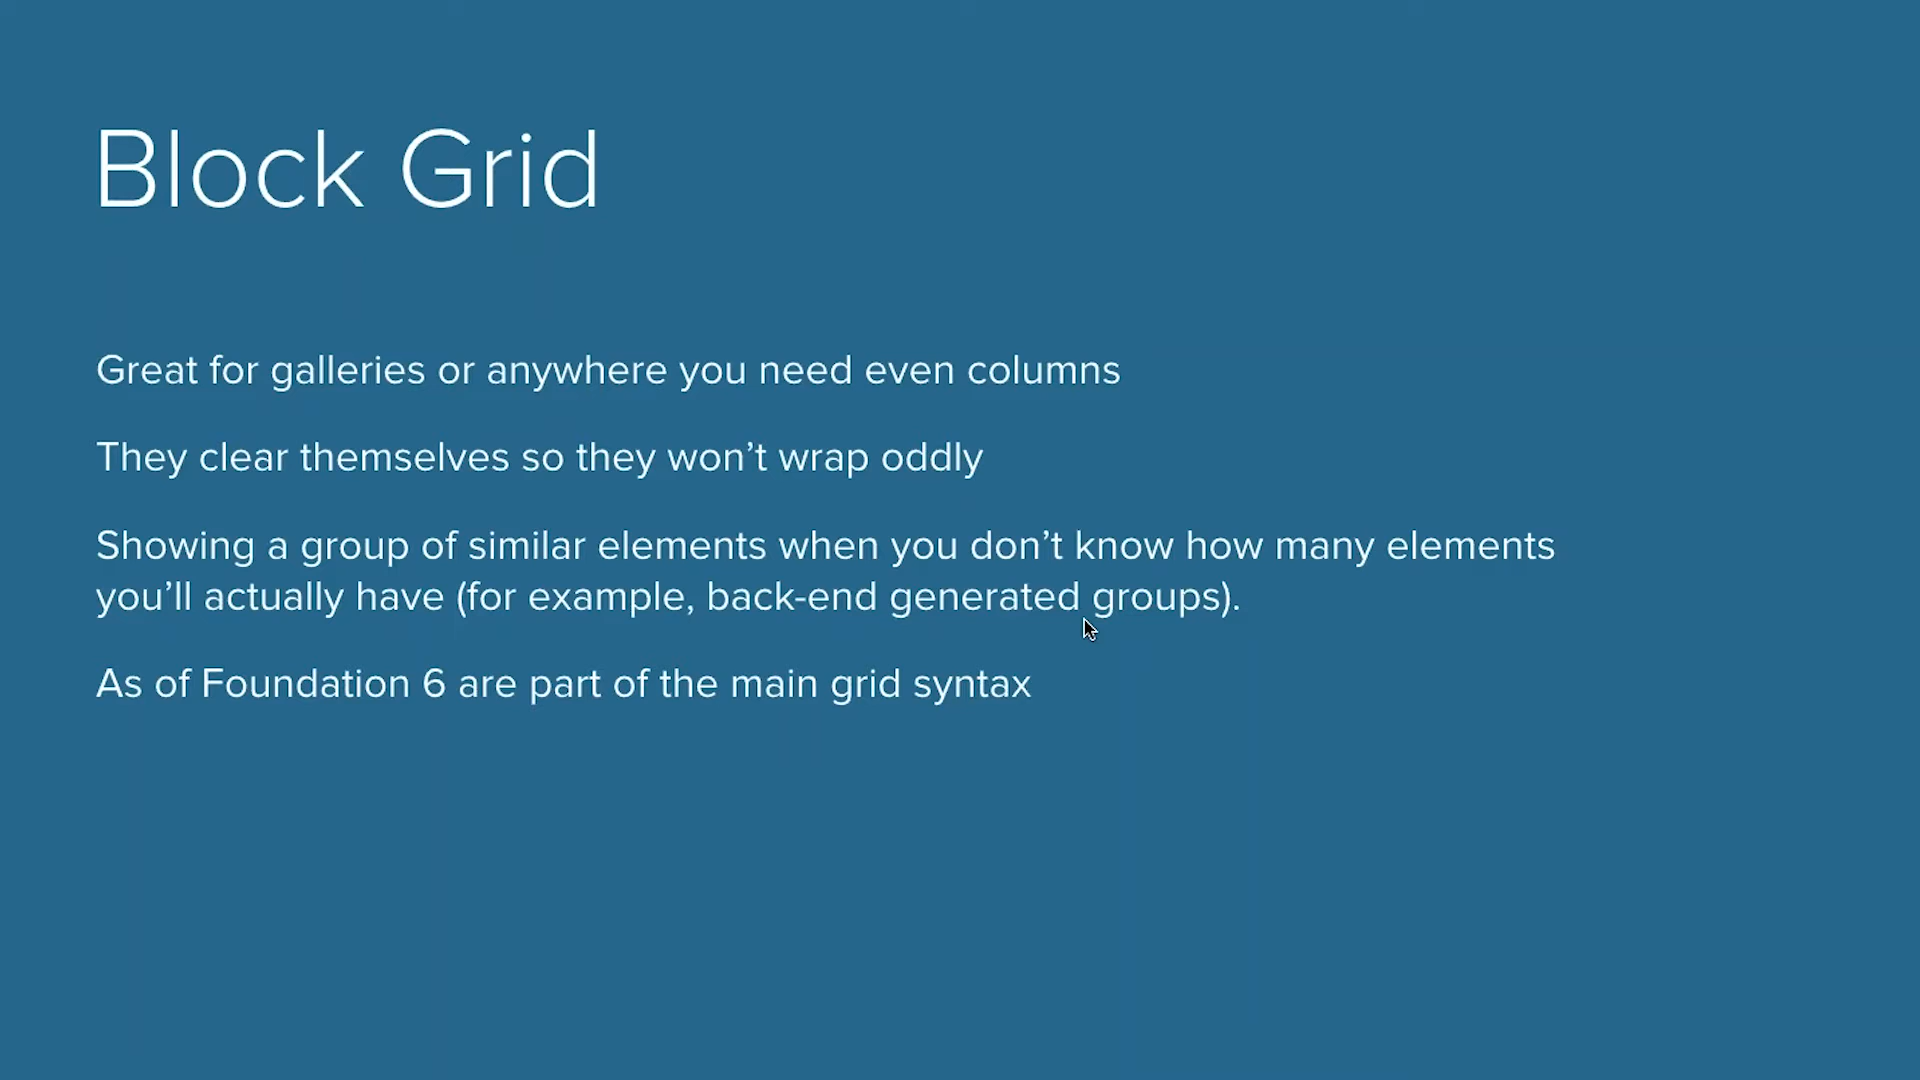 Block Grid
Great for galleries or anywhere you need even columns
They clear themselves so they won’t wrap oddly
Showing a group of similar elements when you don’t know how many elements
you’ll actually have (for example, back-end generated groups).
As of Foundation 6 are part of the main grid syntax